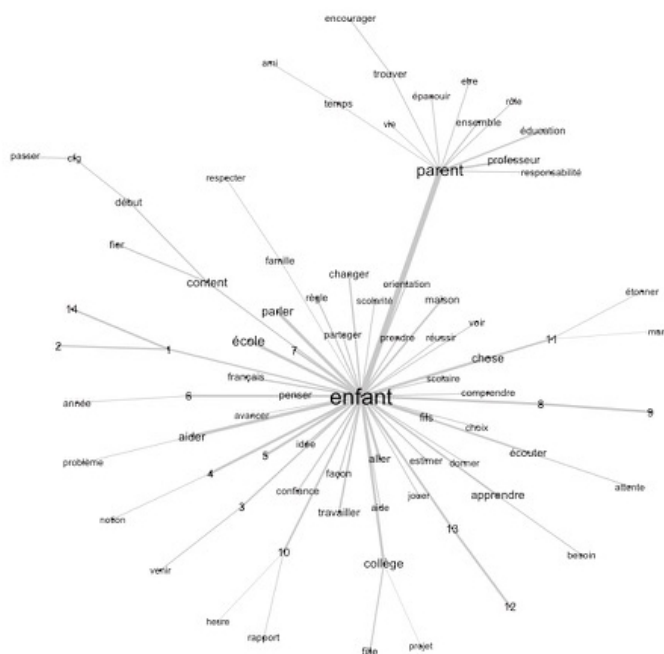 encourager
ami
trouver
etre
temps
épanouir
rôle
vie
ensemble
éducation
passer
clg
professeur
parent
responsabilité
respecter
début
fier
famille
content
changer
orientation
étonner
règle
scolarité
maison
14
parler
voir
partager
prendre
réussir
11
2
1
école
7
chose
français
scolaire
année
6
penser
enfant
comprendre
8
9
avancer
fils
choix
aider
idée
écouter
problème
5
aller
estimer
donner
4
façon
attente
confiance
jouer
apprendre
notion
3
travailler
aide
13
10
besoin
venir
collège
12
heure
rapport
projet